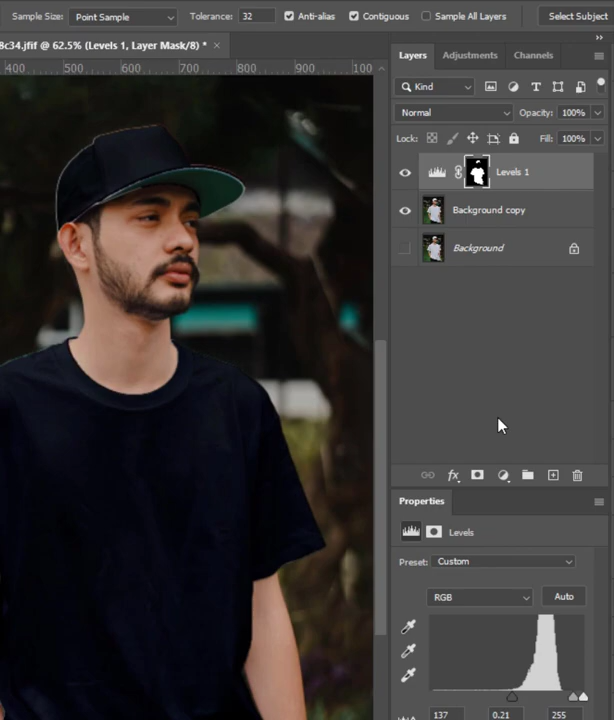 Sample Size: Point Sample Tolerance: 32 Anti-alias Contiguous Sample All Layers Select Subject
8c34.jfif @ 62.5% (Levels 1, Layer Mask/8) * ×
400 500 600 700 800 900 100
Layers Adjustments Channels
Kind
Normal Opacity: 100%
Lock: Fill: 100%
Levels 1
Background copy
Background
fx
Properties
Levels
Preset: Custom
RGB Auto
137 0.21 255